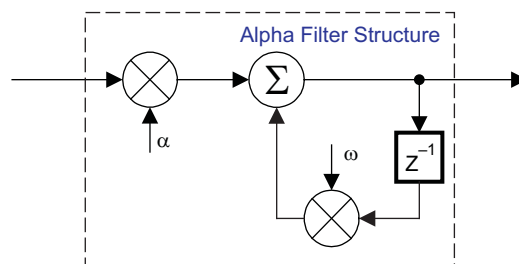 Alpha Filter Structure
Σ
α
ω
Z⁻¹